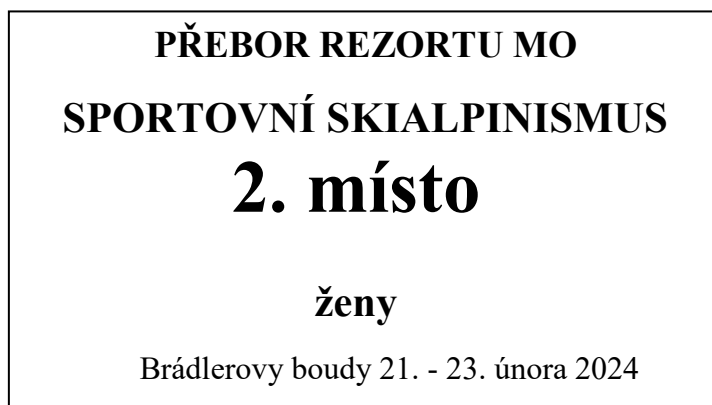 PŘEBOR REZORTU MO
SPORTOVNÍ SKIALPINISMUS
2. místo
ženy
Brádlerovy boudy 21. - 23. února 2024